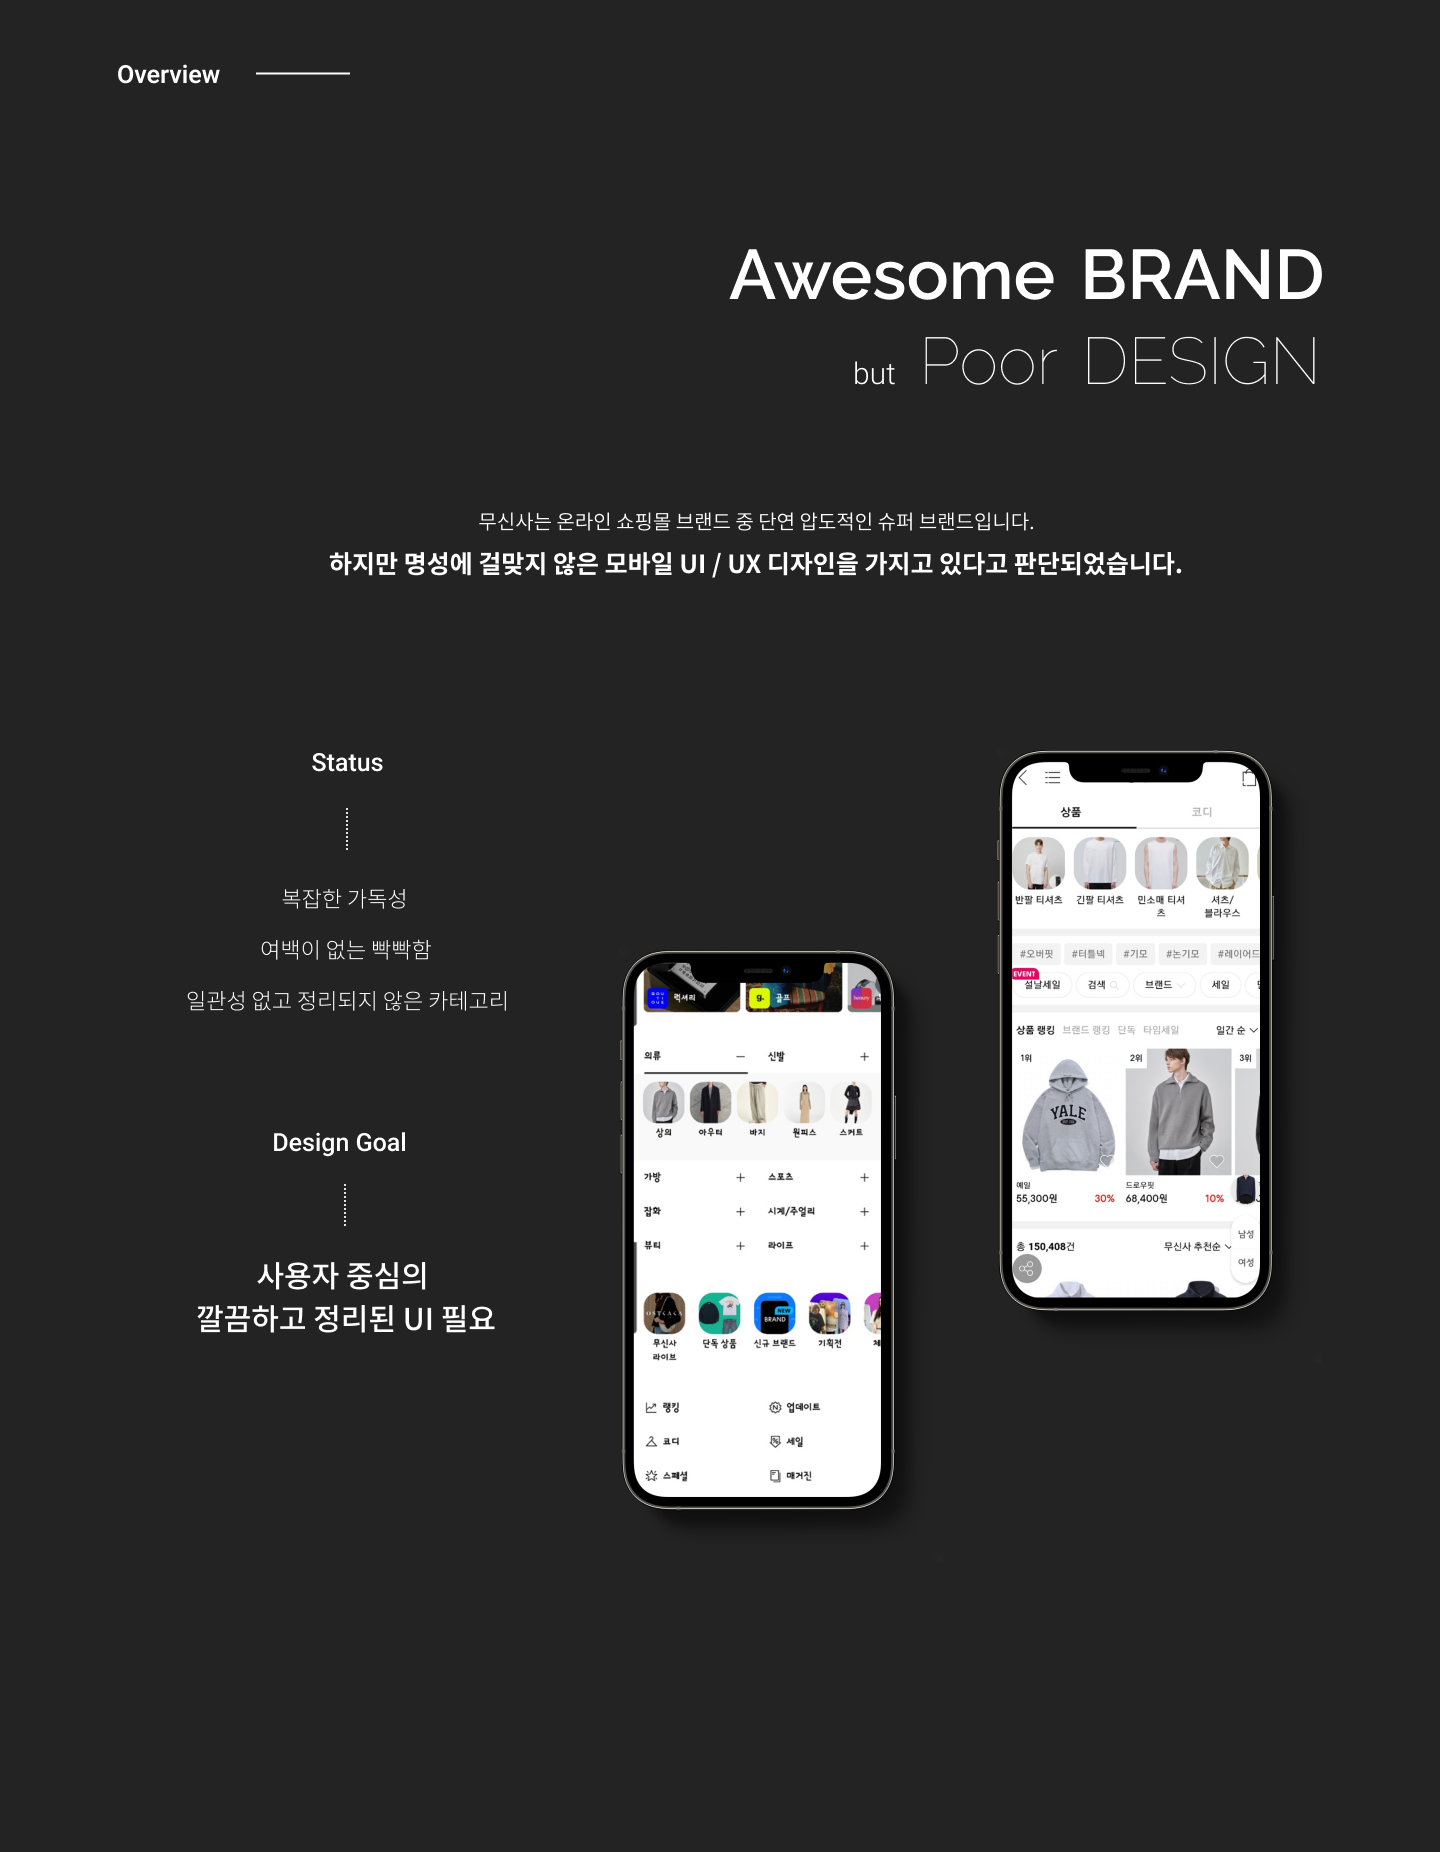 Overview
Awesome BRAND
but Poor DESIGN
무신사는 온라인 쇼핑몰 브랜드 중 단연 압도적인 슈퍼 브랜드입니다.
하지만 명성에 걸맞지 않은 모바일 UI / UX 디자인을 가지고 있다고 판단되었습니다.
Status
복잡한 가독성
여백이 없는 빡빡함
일관성 없고 정리되지 않은 카테고리
Design Goal
사용자 중심의
깔끔하고 정리된 UI 필요
럭셔리
g.
골프
의류
신발
상의
아우터
바지
원피스
스커트
가방
스포츠
잡화
시계/주얼리
뷰티
라이프
NEW
BRAND
무신사
라이브
단독 상품
신규 브랜드
기획전
랭킹
업데이트
코디
세일
스페셜
매거진
상품
코디
반팔 티셔츠
긴팔 티셔츠
민소매 티셔
츠
셔츠/
블라우스
#오버핏
#터틀넥
#기모
#논기모
#레이어드
EVENT
설날세일
검색
브랜드
세일
상품 랭킹
브랜드 랭킹
단독
타임세일
일간 순
1위
2위
3위
YALE
예일
55,300원
30%
드로우핏
68,400원
10%
총 150,408건
무신사 추천순
남성
여성